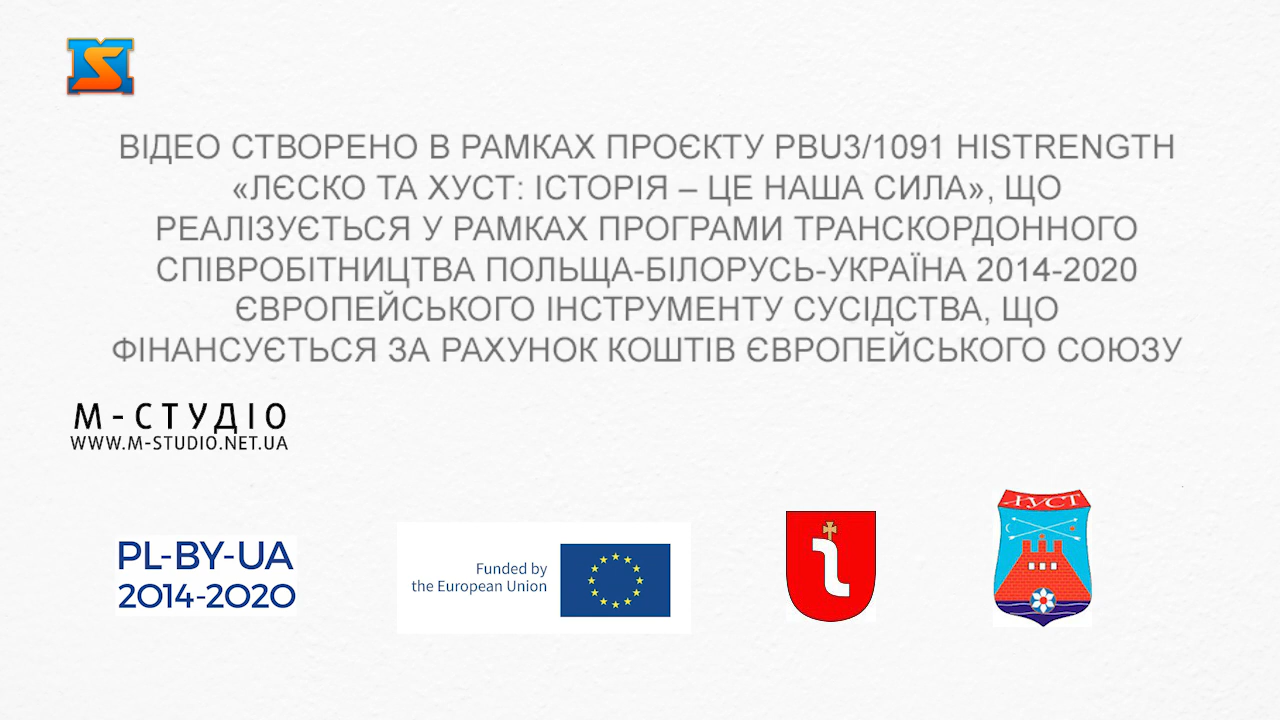 ВІДЕО СТВОРЕНО В РАМКАХ ПРОЄКТУ PBU3/1091 HISTRENGTH
«ЛЄСКО ТА ХУСТ: ІСТОРІЯ – ЦЕ НАША СИЛА», ЩО
РЕАЛІЗУЄТЬСЯ У РАМКАХ ПРОГРАМИ ТРАНСКОРДОННОГО
СПІВРОБІТНИЦТВА ПОЛЬЩА-БІЛОРУСЬ-УКРАЇНА 2014-2020
ЄВРОПЕЙСЬКОГО ІНСТРУМЕНТУ СУСІДСТВА, ЩО
ФІНАНСУЄТЬСЯ ЗА РАХУНОК КОШТІВ ЄВРОПЕЙСЬКОГО СОЮЗУ
М-СТУДІО
WWW.M-STUDIO.NET.UA
PL-BY-UA
2014-2020
Funded by
the European Union
ХУСТ